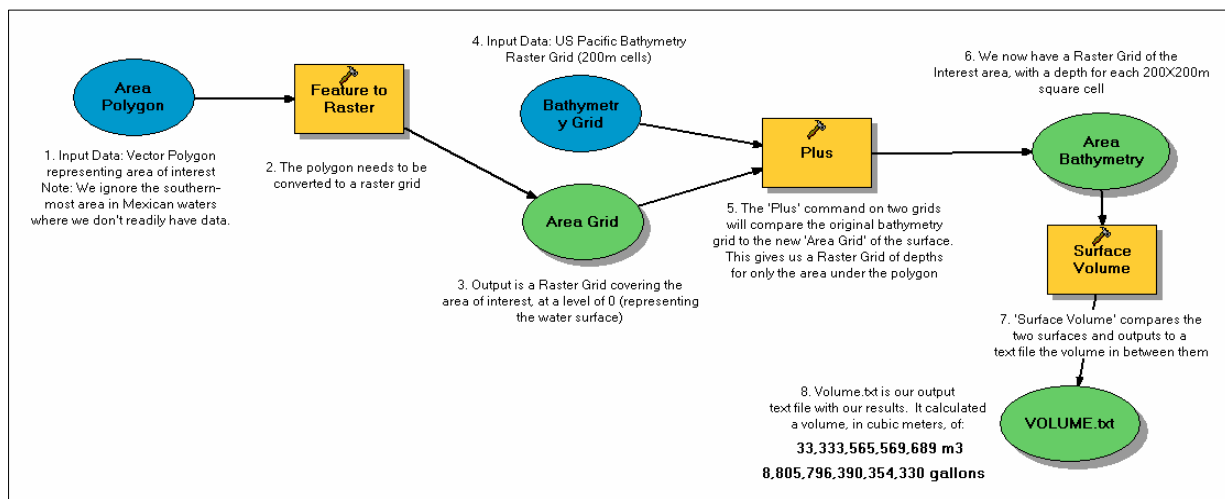 Area
Polygon
Feature to
Raster
1. Input Data: Vector Polygon
representing area of interest
Note: We ignore the southern-
most area in Mexican waters
where we don't readily have data.
2. The polygon needs to be
converted to a raster grid
4. Input Data: US Pacific Bathymetry
Raster Grid (200m cells)
Bathymetr
y Grid
Area Grid
3. Output is a Raster Grid covering the
area of interest, at a level of 0 (representing
the water surface)
Plus
5. The 'Plus' command on two grids
will compare the original bathymetry
grid to the new 'Area Grid' of the surface.
This gives us a Raster Grid of depths
for only the area under the polygon
6. We now have a Raster Grid of the
Interest area, with a depth for each 200X200m
square cell
Area
Bathymetry
Surface
Volume
7. 'Surface Volume' compares the
two surfaces and outputs to a
text file the volume in between them
8. Volume.txt is our output
text file with our results. It calculated
a volume, in cubic meters, of:
33,333,565,569,689 m3
8,805,796,390,354,330 gallons
VOLUME.txt